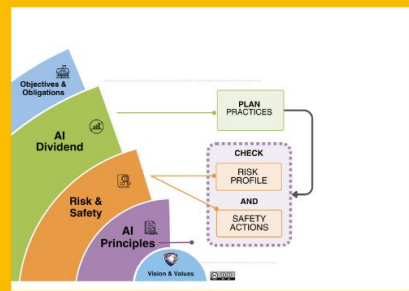 Objectives &
Obligations
AI
Dividend
Risk &
Safety
AI
Principles
Vision & Values
PLAN
PRACTICES
CHECK
RISK
PROFILE
AND
SAFETY
ACTIONS